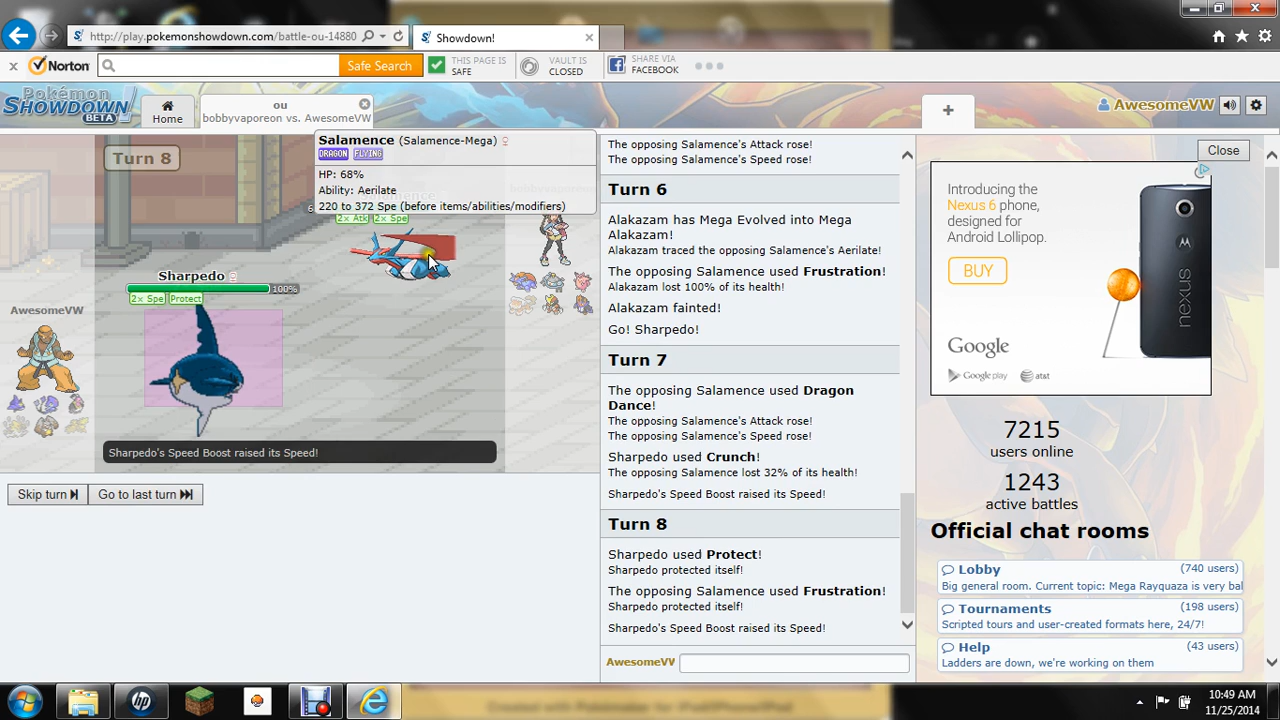 http://play.pokemonshowdown.com/battle-ou-14880
Showdown!
Norton
Safe Search
THIS PAGE IS
SAFE
VAULT IS
CLOSED
SHARE VIA
FACEBOOK
Pokémon
SHOWDOWN!
BETA
Home
ou
bobbyvaporeon vs. AwesomeVW
AwesomeVW
Turn 8
Salamence (Salamence-Mega) ♀
DRAGON FLYING
HP: 68%
Ability: Aerilate
220 to 372 Spe (before items/abilities/modifiers)
2× Atk 2× Spe
Sharpedo
100%
2× Spe Protect
AwesomeVW
Sharpedo's Speed Boost raised its Speed!
Skip turn
Go to last turn
The opposing Salamence's Attack rose!
The opposing Salamence's Speed rose!
Turn 6
Alakazam has Mega Evolved into Mega
Alakazam!
Alakazam traced the opposing Salamence's Aerilate!
The opposing Salamence used Frustration!
Alakazam lost 100% of its health!
Alakazam fainted!
Go! Sharpedo!
Turn 7
The opposing Salamence used Dragon
Dance!
The opposing Salamence's Attack rose!
The opposing Salamence's Speed rose!
Sharpedo used Crunch!
The opposing Salamence lost 32% of its health!
Sharpedo's Speed Boost raised its Speed!
Turn 8
Sharpedo used Protect!
Sharpedo protected itself!
The opposing Salamence used Frustration!
Sharpedo protected itself!
Sharpedo's Speed Boost raised its Speed!
AwesomeVW
Close
Introducing the
Nexus 6 phone,
designed for
Android Lollipop.
BUY
nexus
Google
Google play
at&t
7215
users online
1243
active battles
Official chat rooms
Lobby (740 users)
Big general room. Current topic: Mega Rayquaza is very bal
Tournaments (198 users)
Scripted tours and user-created formats here, 24/7!
Help (43 users)
Ladders are down, we're working on them
hp
10:49 AM
11/25/2014